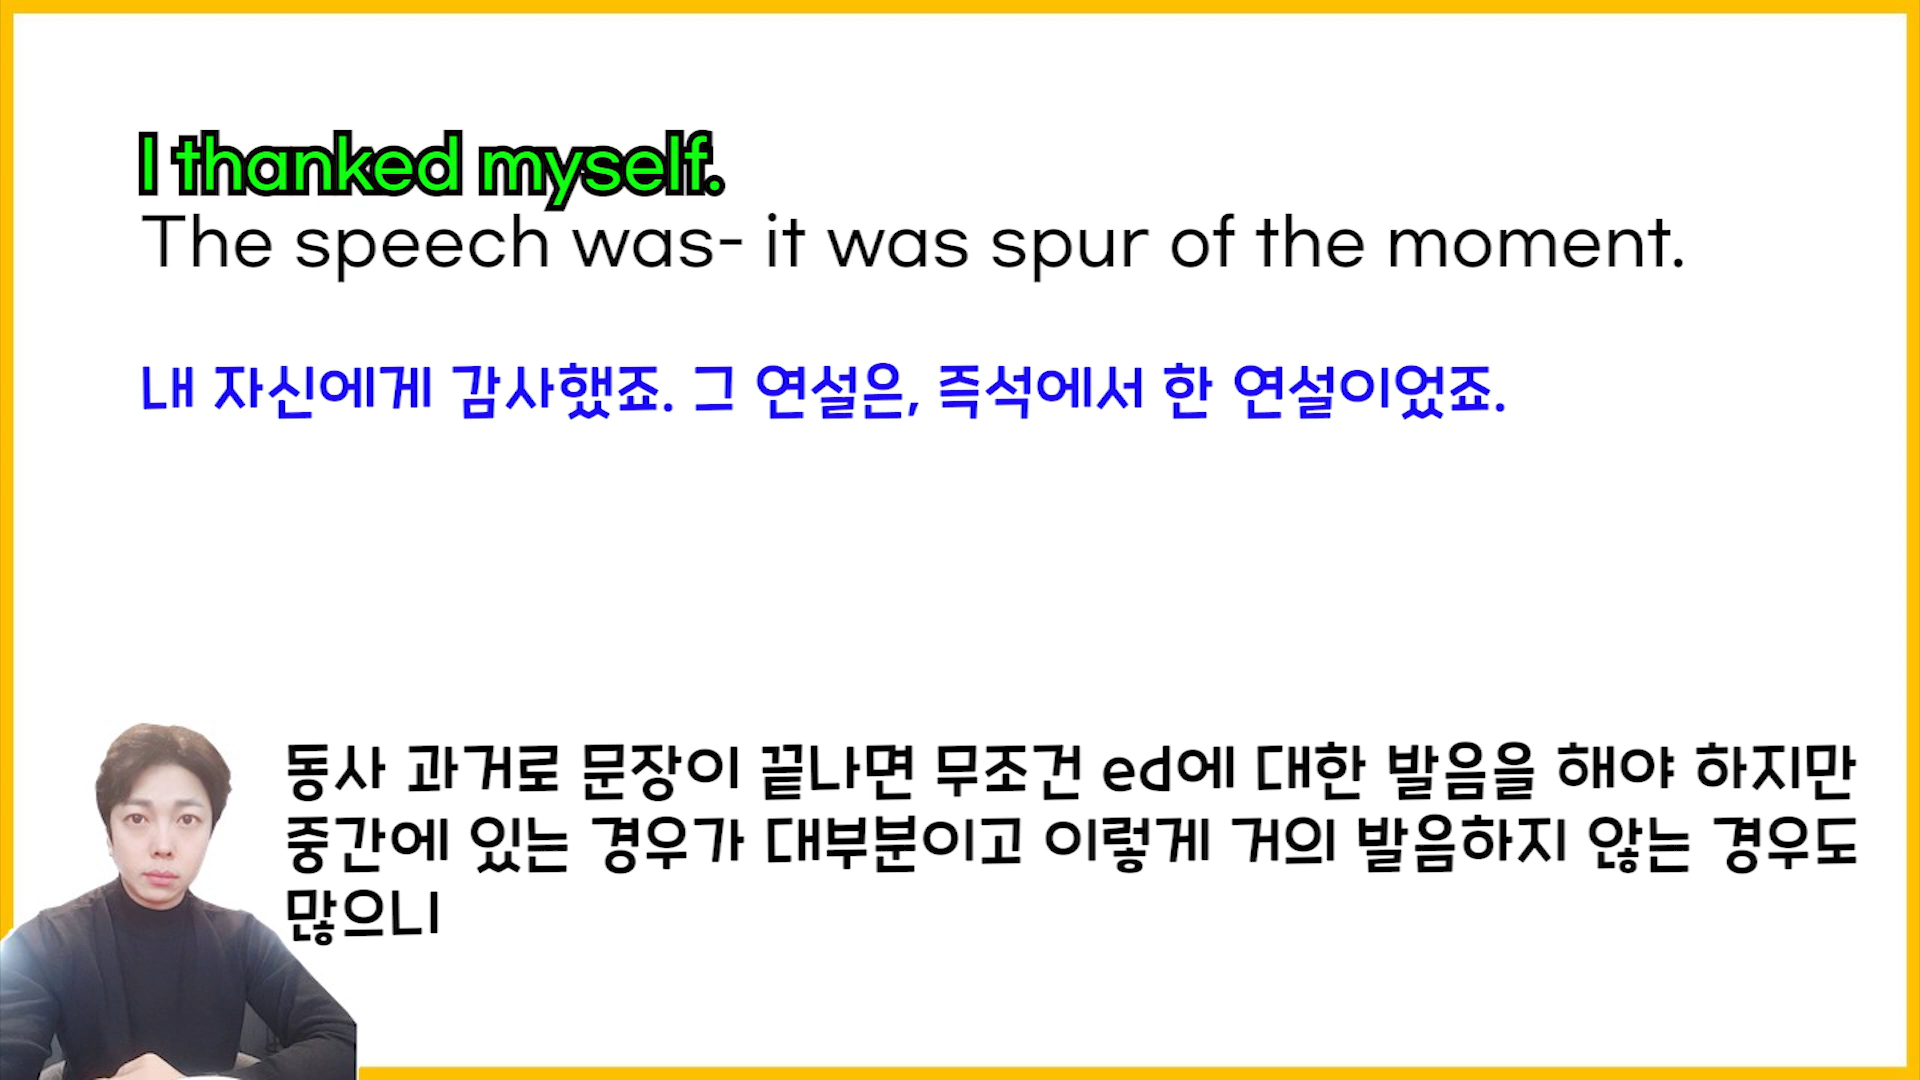 I thanked myself.
The speech was- it was spur of the moment.
내 자신에게 감사했죠. 그 연설은, 즉석에서 한 연설이었죠.
동사 과거로 문장이 끝나면 무조건 ed에 대한 발음을 해야 하지만
중간에 있는 경우가 대부분이고 이렇게 거의 발음하지 않는 경우도
많으니